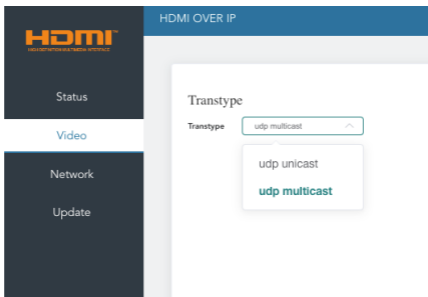 HDMI OVER IP
HDMI
HIGH-DEFINITION MULTIMEDIA INTERFACE
Status
Video
Network
Update
Transtype
Transtype udp multicast
udp unicast
udp multicast